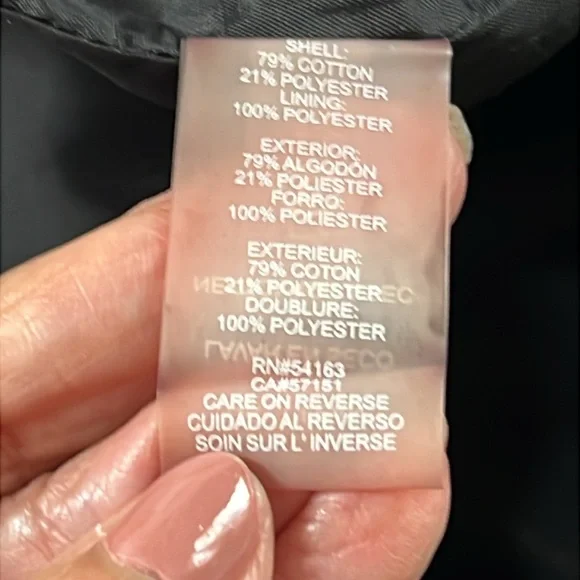 SHELL:
79% COTTON
21% POLYESTER
LINING:
100% POLYESTER
EXTERIOR:
79% ALGODÓN
21% POLIESTER
FORRO:
100% POLIESTER
EXTERIEUR:
79% COTON
21% POLYESTER
DOUBLURE:
100% POLYESTER
RN#54163
CA#57151
CARE ON REVERSE
CUIDADO AL REVERSO
SOIN SUR L' INVERSE